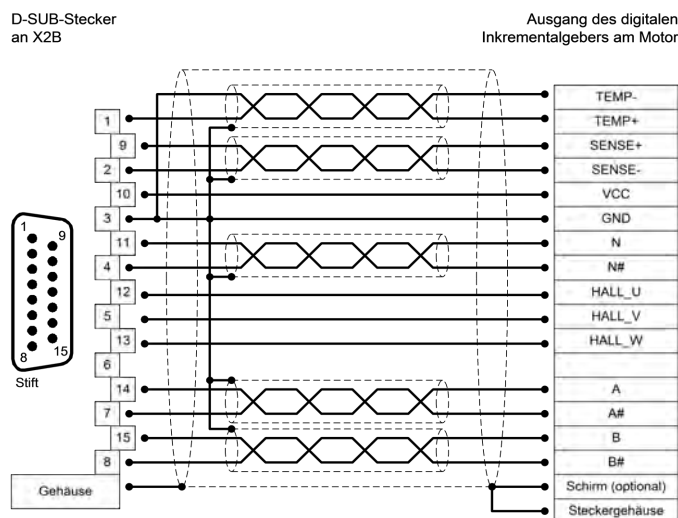 D-SUB-Stecker
an X2B
Ausgang des digitalen
Inkrementalgebers am Motor
TEMP-
1
TEMP+
9
SENSE+
2
SENSE-
10
VCC
3
GND
11
N
4
N#
12
HALL_U
5
HALL_V
13
HALL_W
6
14
A
7
A#
15
B
8
B#
Gehäuse
Schirm (optional)
Steckergehäuse
1
9
8
15
Stift